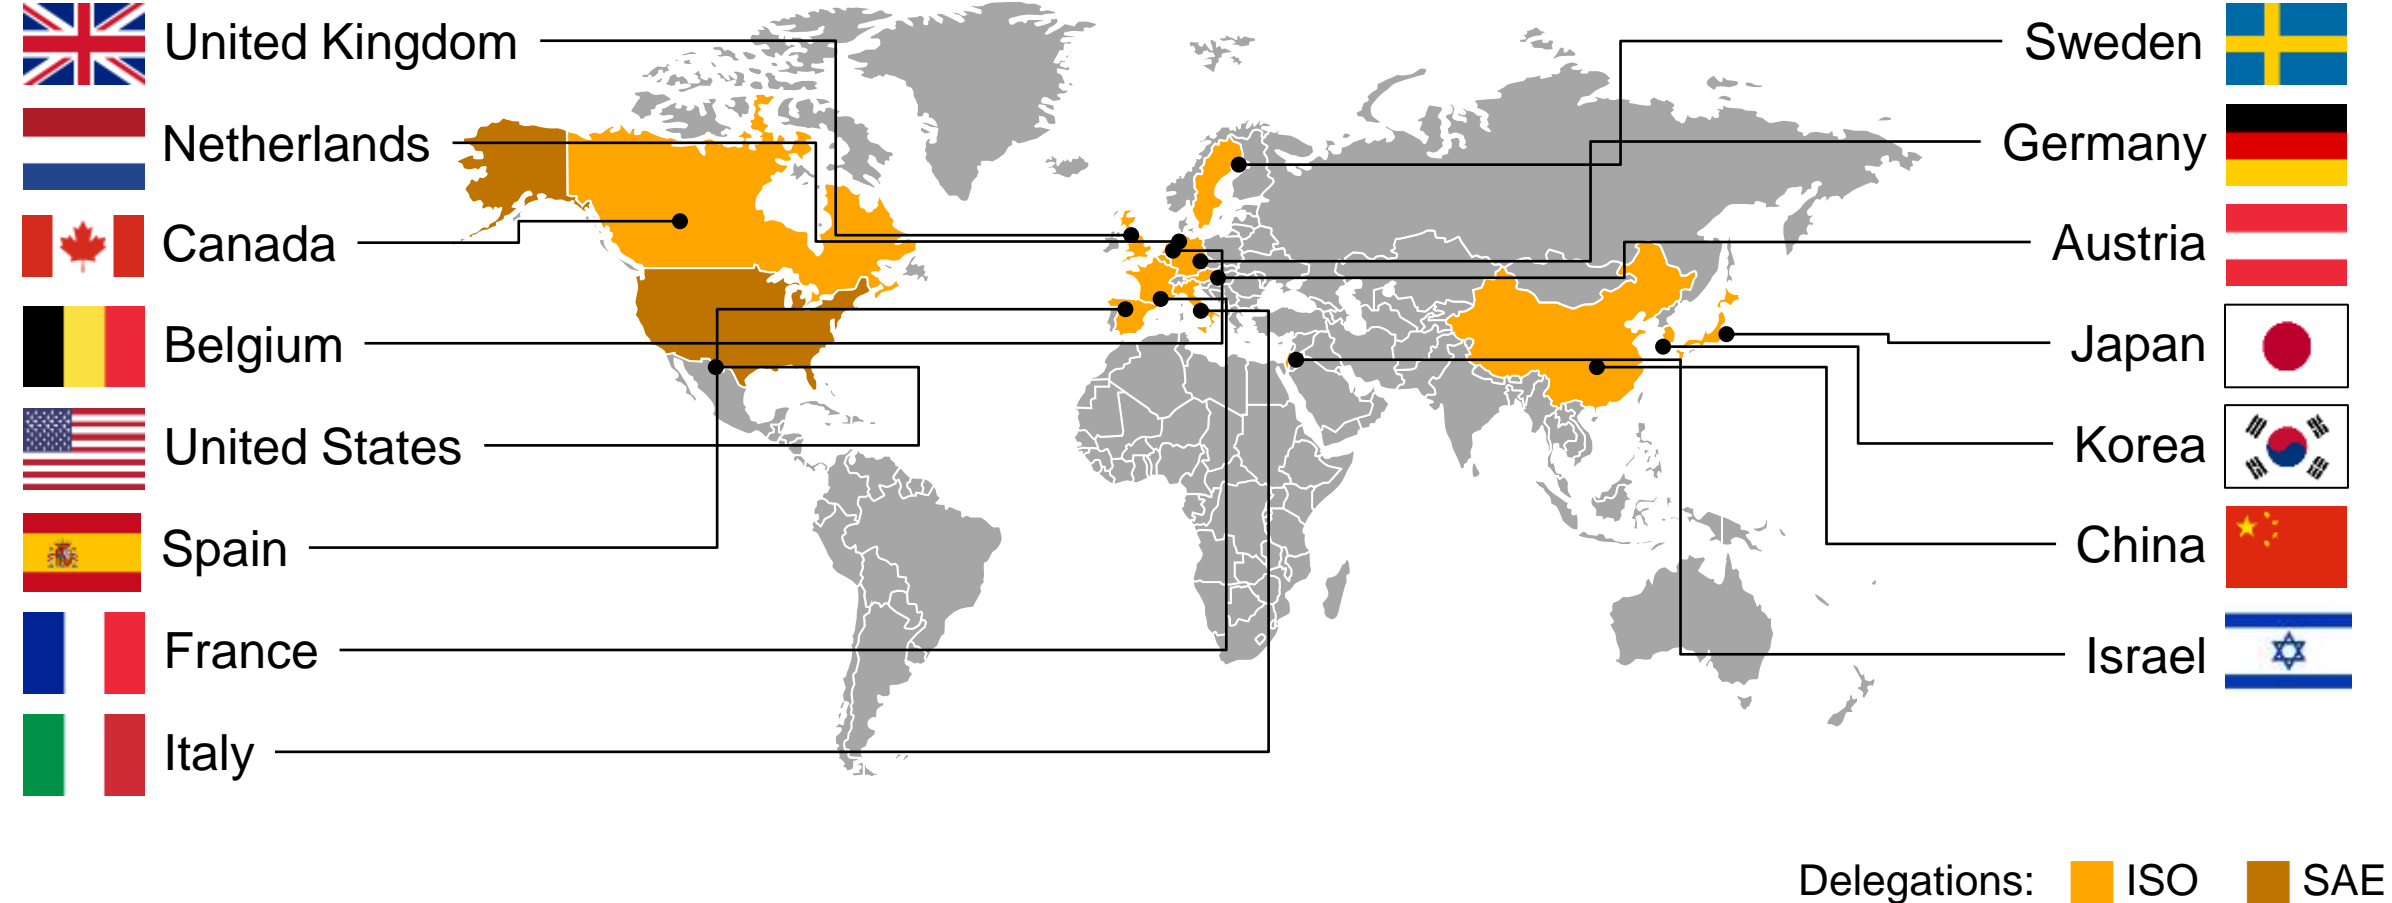 United Kingdom
Netherlands
Canada
Belgium
United States
Spain
France
Italy
Sweden
Germany
Austria
Japan
Korea
China
Israel
Delegations: ISO SAE